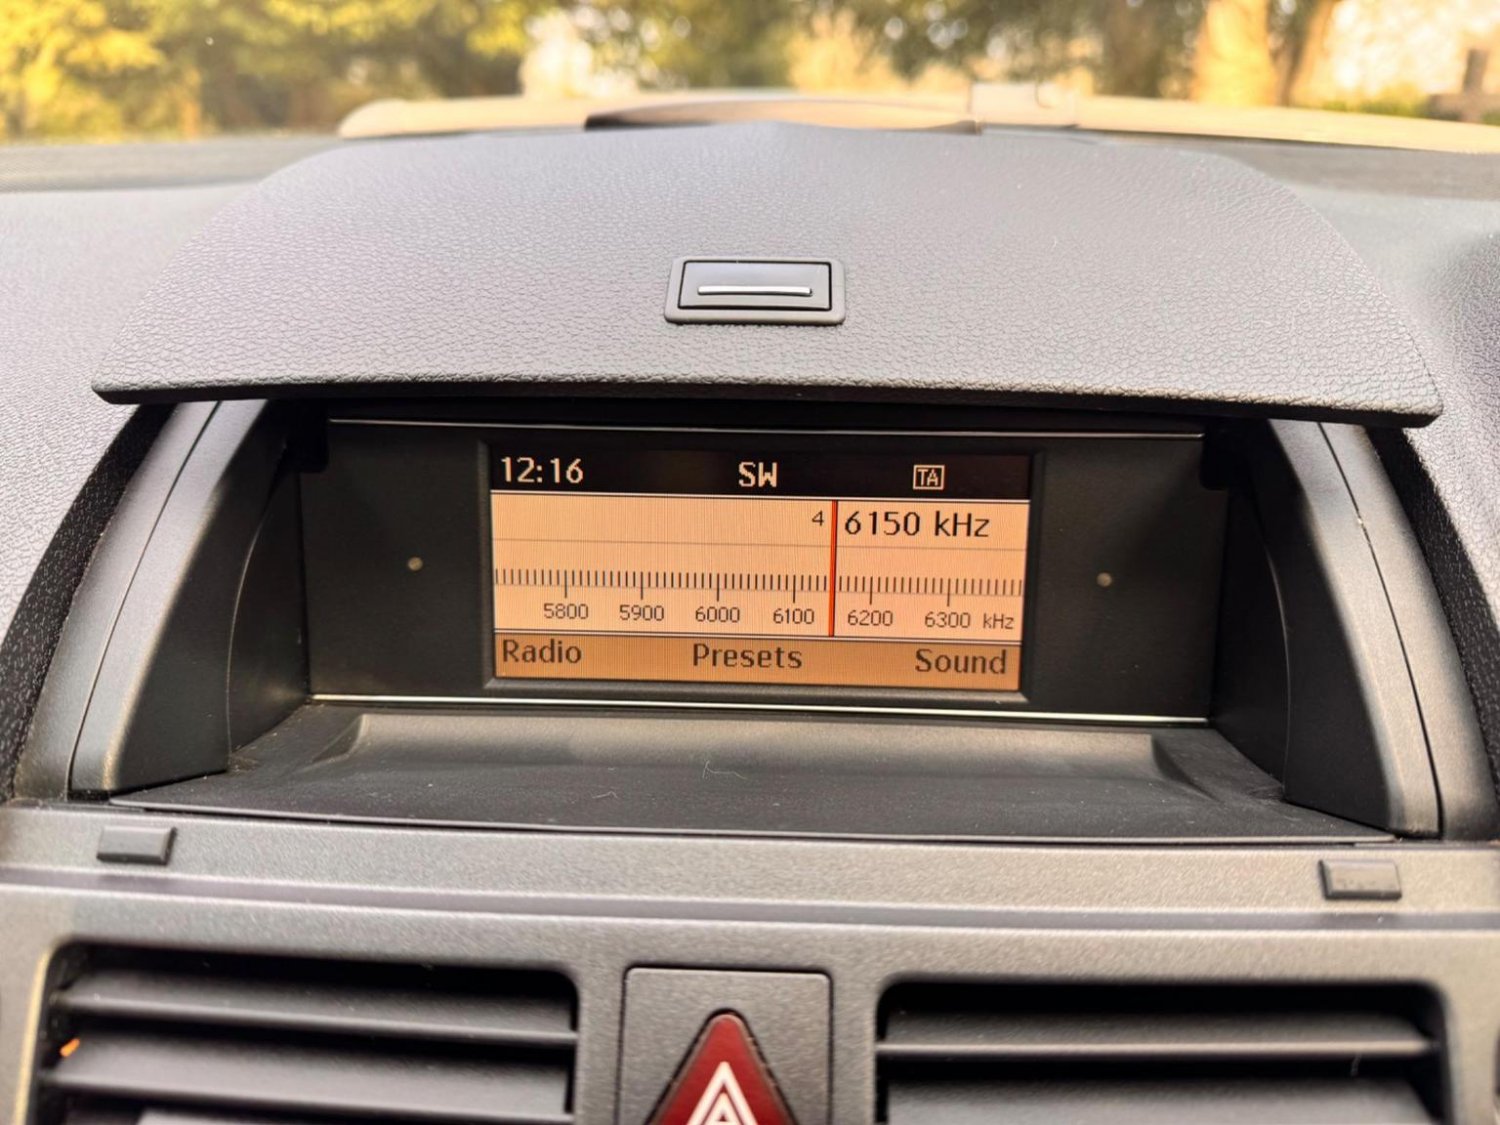 12:16 SW TA
4 6150 kHz
5800 5900 6000 6100 6200 6300 kHz
Radio Presets Sound